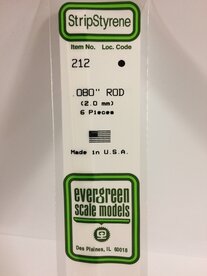 StripStyrene
Item No. Loc. Code
212
.080" ROD
(2.0 mm)
6 Pieces
Made in U.S.A.
evergreen
scale models
Des Plaines, IL 60018